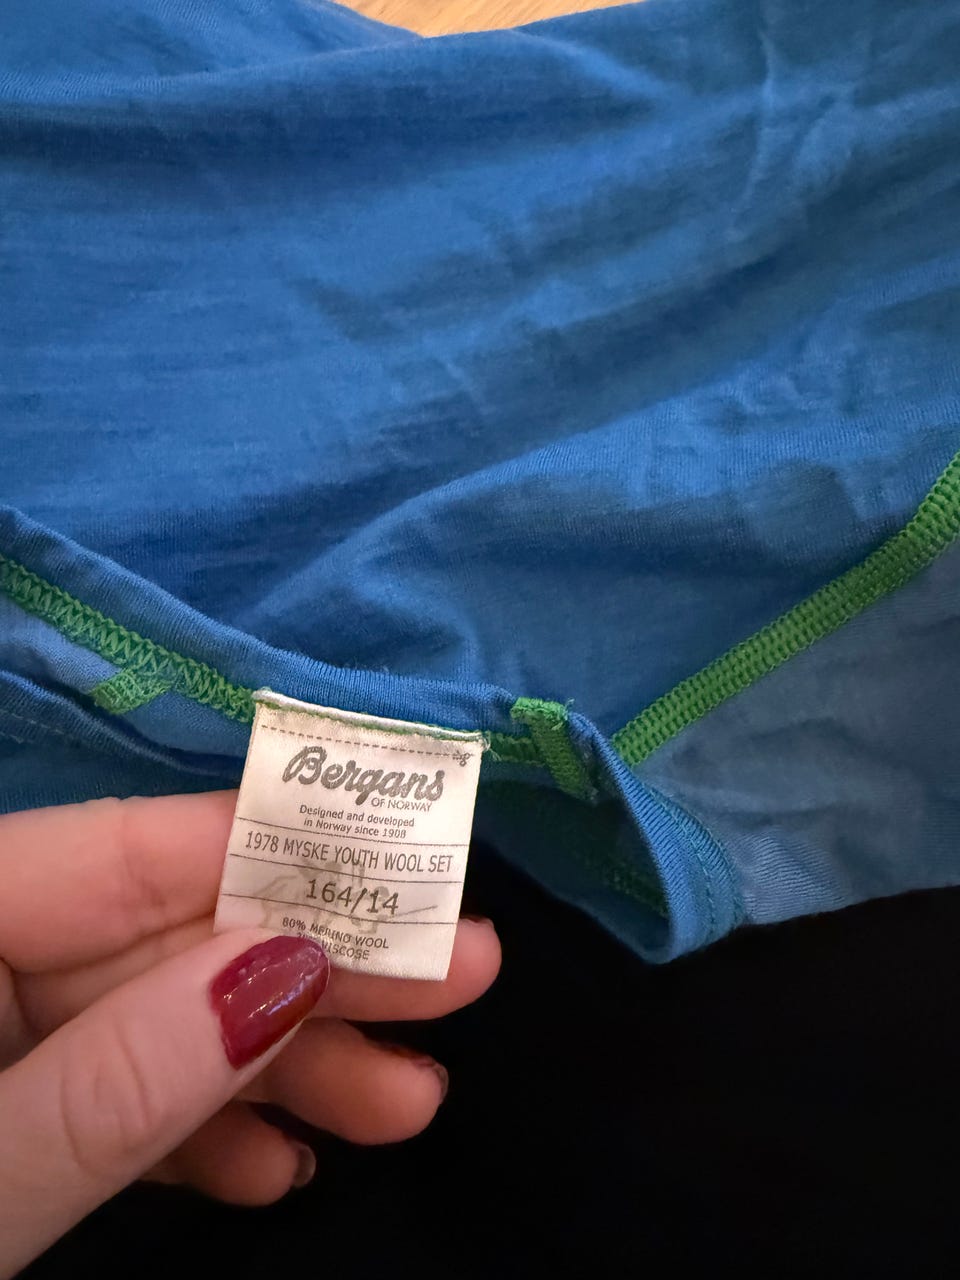 Bergans
OF NORWAY
Designed and developed
in Norway since 1908
1978 MYSKE YOUTH WOOL SET
164/14
80% MERINO WOOL
VISCOSE